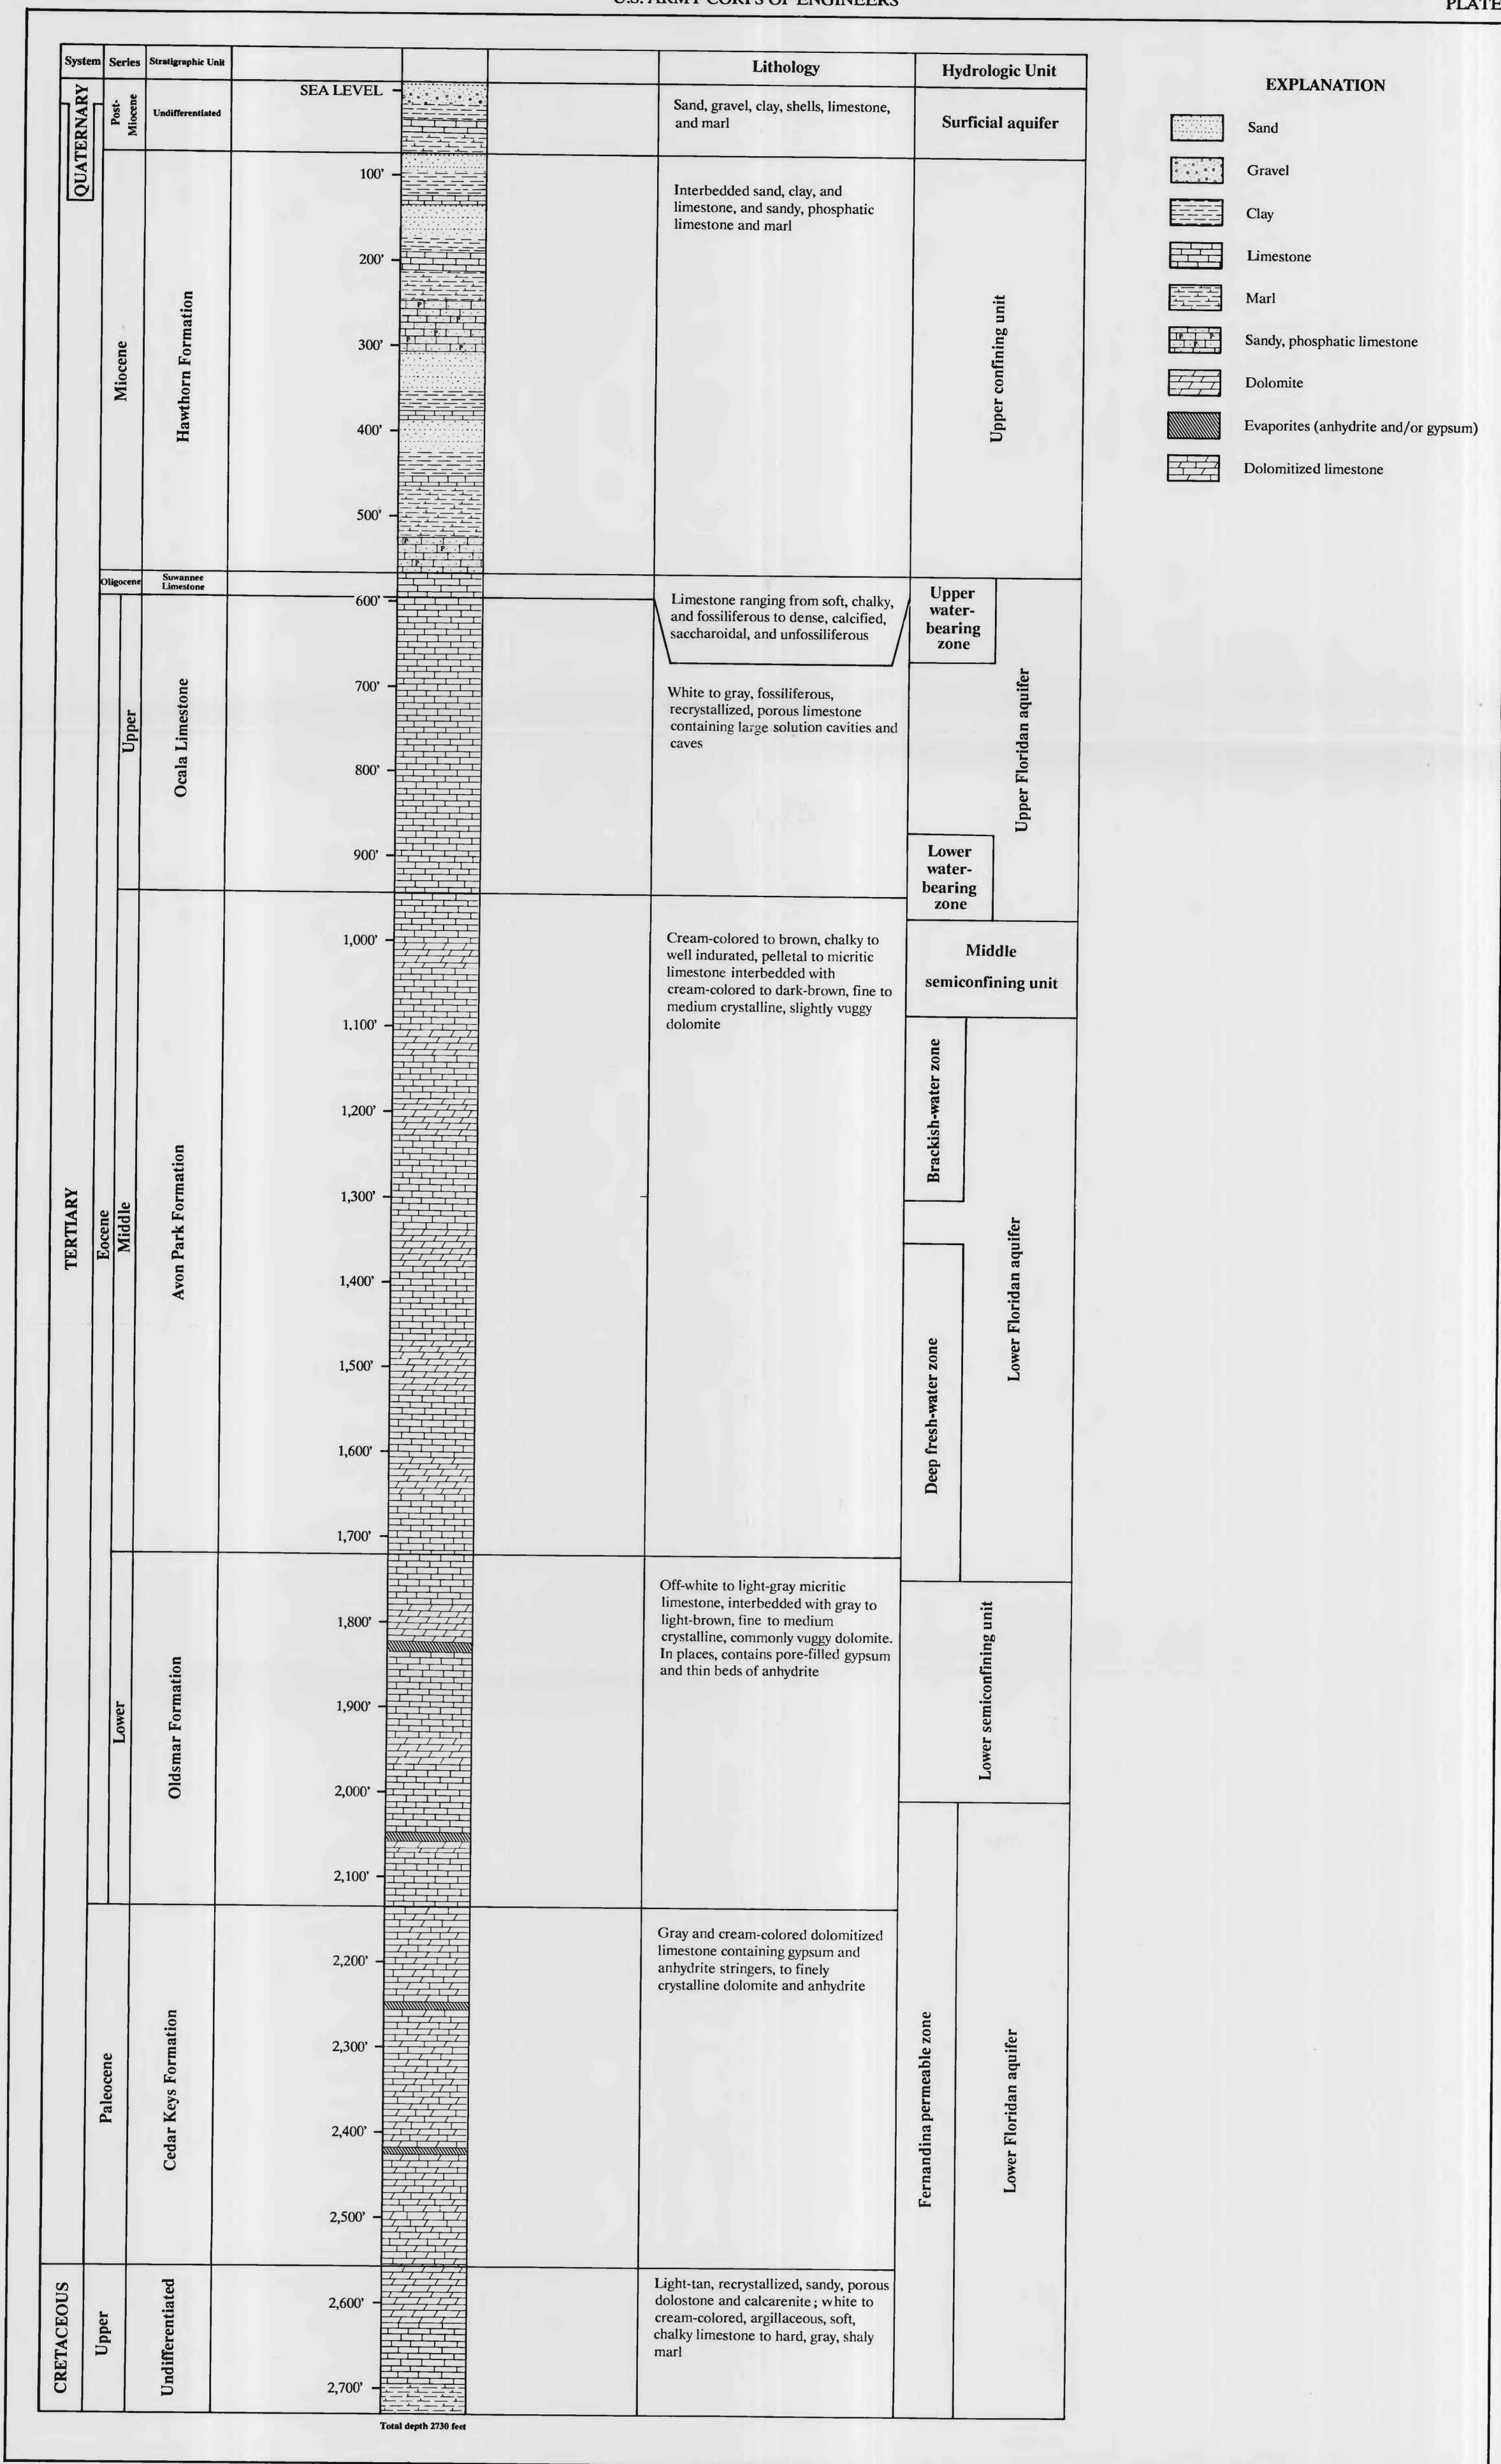 U.S. ARMY CORPS OF ENGINEERS
PLATE
System
Series
Stratigraphic Unit
Lithology
Hydrologic Unit
QUATERNARY
Post-
Miocene
Undifferentiated
SEA LEVEL
Sand, gravel, clay, shells, limestone,
and marl
Surficial aquifer
TERTIARY
Miocene
Hawthorn Formation
100'
200'
300'
400'
500'
P
P
P
P
P
P
P
P
Interbedded sand, clay, and
limestone, and sandy, phosphatic
limestone and marl
Upper confining unit
Oligocene
Suwannee
Limestone
600'
Limestone ranging from soft, chalky,
and fossiliferous to dense, calcified,
saccharoidal, and unfossiliferous
Upper
water-
bearing
zone
Upper Floridan aquifer
Eocene
Upper
Ocala Limestone
700'
800'
900'
White to gray, fossiliferous,
recrystallized, porous limestone
containing large solution cavities and
caves
Lower
water-
bearing
zone
Middle
Avon Park Formation
1,000'
1,100'
1,200'
1,300'
1,400'
1,500'
1,600'
1,700'
Cream-colored to brown, chalky to
well indurated, pelletal to micritic
limestone interbedded with
cream-colored to dark-brown, fine to
medium crystalline, slightly vuggy
dolomite
Middle
semiconfining unit
Brackish-water zone
Deep fresh-water zone
Lower Floridan aquifer
Lower
Oldsmar Formation
1,800'
1,900'
2,000'
2,100'
Off-white to light-gray micritic
limestone, interbedded with gray to
light-brown, fine to medium
crystalline, commonly vuggy dolomite.
In places, contains pore-filled gypsum
and thin beds of anhydrite
Lower semiconfining unit
Paleocene
Cedar Keys Formation
2,200'
2,300'
2,400'
2,500'
Gray and cream-colored dolomitized
limestone containing gypsum and
anhydrite stringers, to finely
crystalline dolomite and anhydrite
Fernandina permeable zone
Lower Floridan aquifer
CRETACEOUS
Upper
Undifferentiated
2,600'
2,700'
Light-tan, recrystallized, sandy, porous
dolostone and calcarenite; white to
cream-colored, argillaceous, soft,
chalky limestone to hard, gray, shaly
marl
Total depth 2730 feet
EXPLANATION
Sand
Gravel
Clay
Limestone
Marl
P P P
Sandy, phosphatic limestone
Dolomite
Evaporites (anhydrite and/or gypsum)
Dolomitized limestone